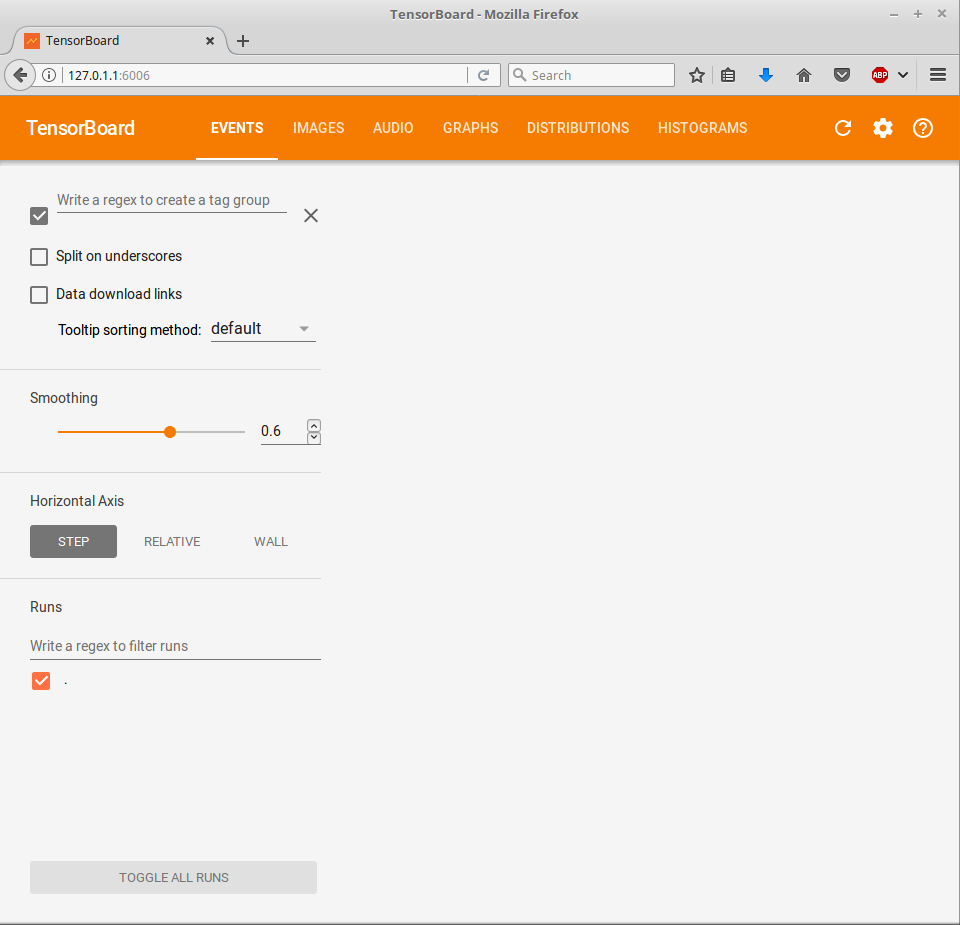 TensorBoard - Mozilla Firefox
TensorBoard
127.0.1.1:6006
Search
ABP
TensorBoard EVENTS IMAGES AUDIO GRAPHS DISTRIBUTIONS HISTOGRAMS
Write a regex to create a tag group
Split on underscores
Data download links
Tooltip sorting method: default
Smoothing
0.6
Horizontal Axis
STEP RELATIVE WALL
Runs
Write a regex to filter runs
.
TOGGLE ALL RUNS